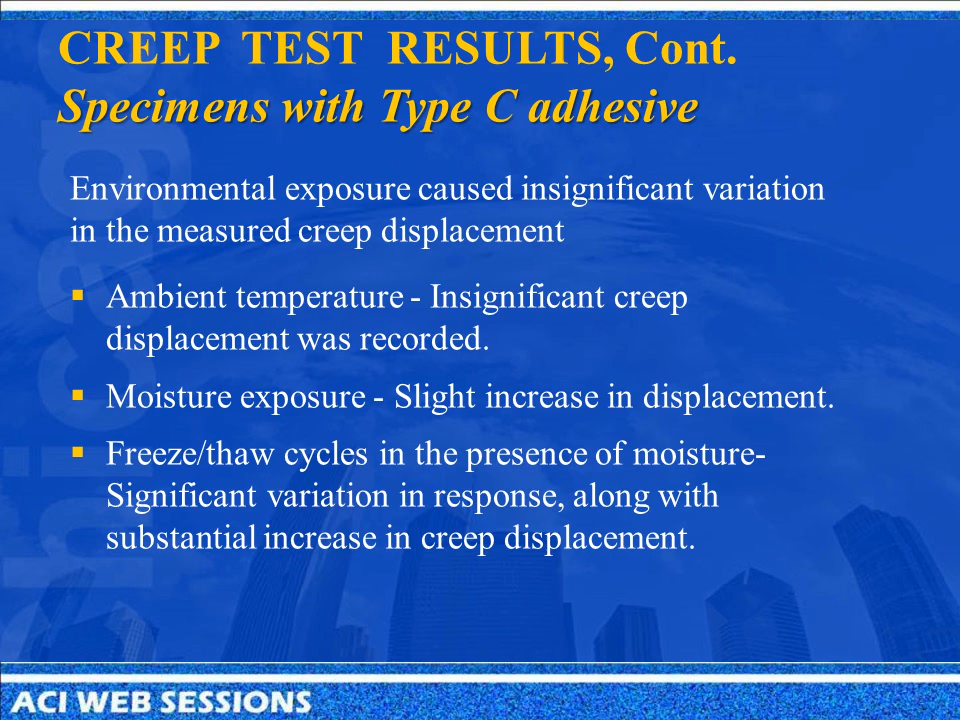 CREEP TEST RESULTS, Cont.
Specimens with Type C adhesive
Environmental exposure caused insignificant variation
in the measured creep displacement
▪ Ambient temperature - Insignificant creep
displacement was recorded.
▪ Moisture exposure - Slight increase in displacement.
▪ Freeze/thaw cycles in the presence of moisture-
Significant variation in response, along with
substantial increase in creep displacement.
hicago
ACI WEB SESSIONS